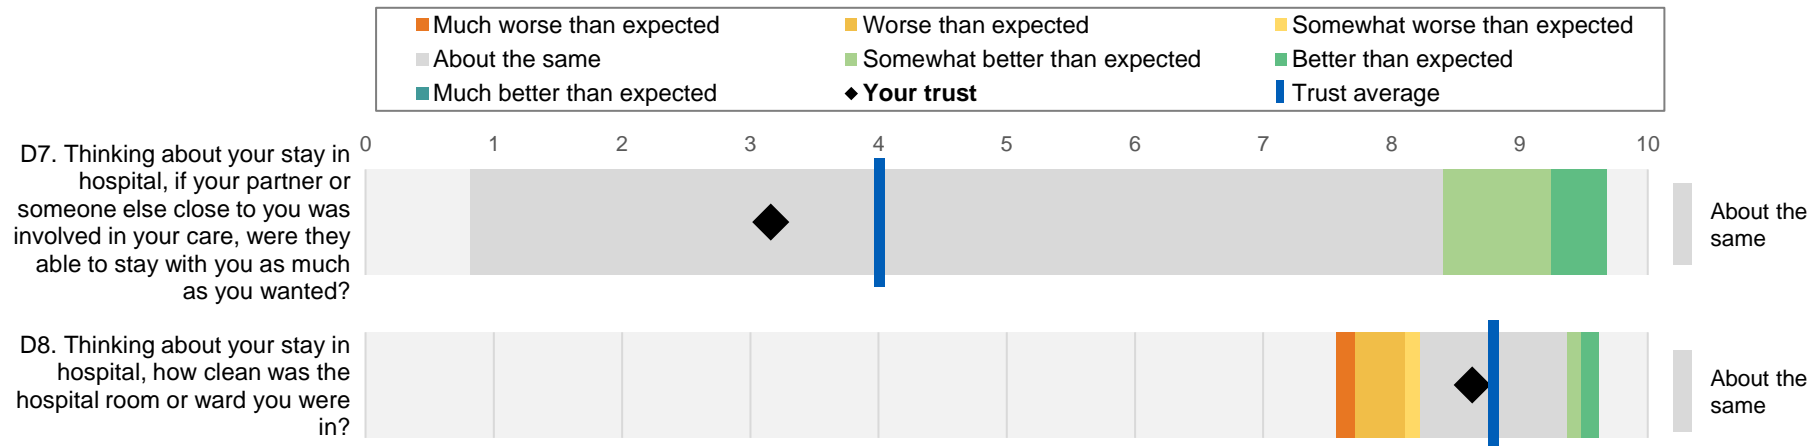 Much worse than expected
Worse than expected
Somewhat worse than expected
About the same
Somewhat better than expected
Better than expected
Much better than expected
Your trust
Trust average
0 1 2 3 4 5 6 7 8 9 10
D7. Thinking about your stay in
hospital, if your partner or
someone else close to you was
involved in your care, were they
able to stay with you as much
as you wanted?
About the
same
D8. Thinking about your stay in
hospital, how clean was the
hospital room or ward you were
in?
About the
same